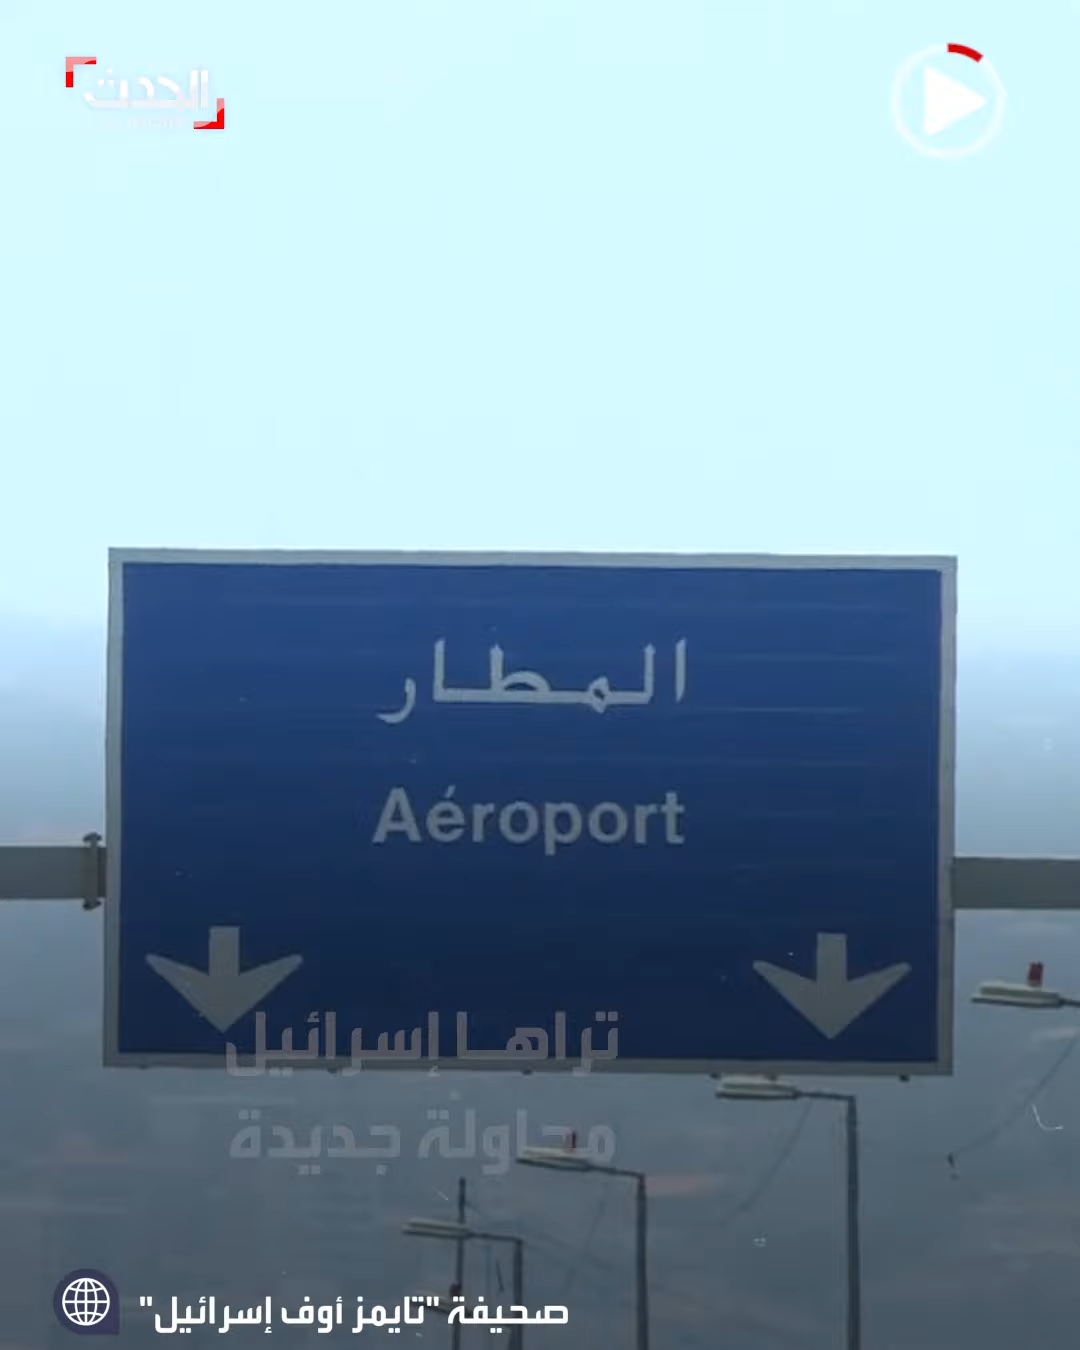 الحدث
المطار
Aéroport
تراها إسرائيل
محاولة جديدة
صحيفة "تايمز أوف إسرائيل"